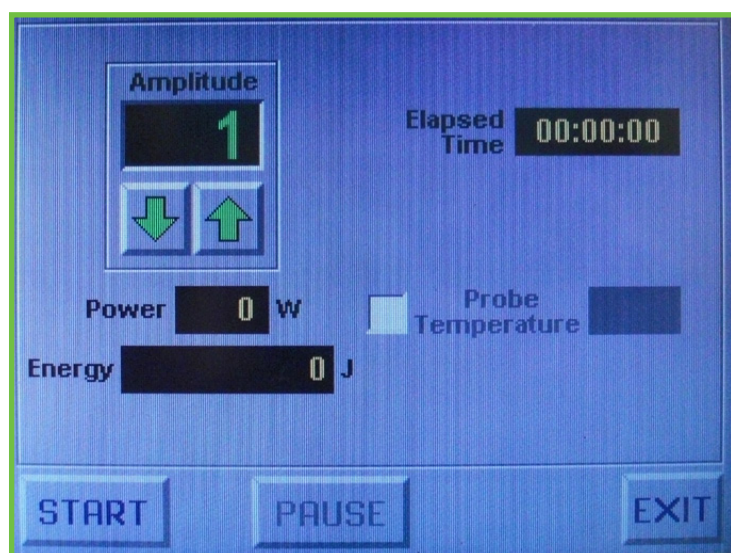 Amplitude
1
Elapsed
Time
00:00:00
Power 0 W
Probe
Temperature
Energy 0 J
START PAUSE EXIT